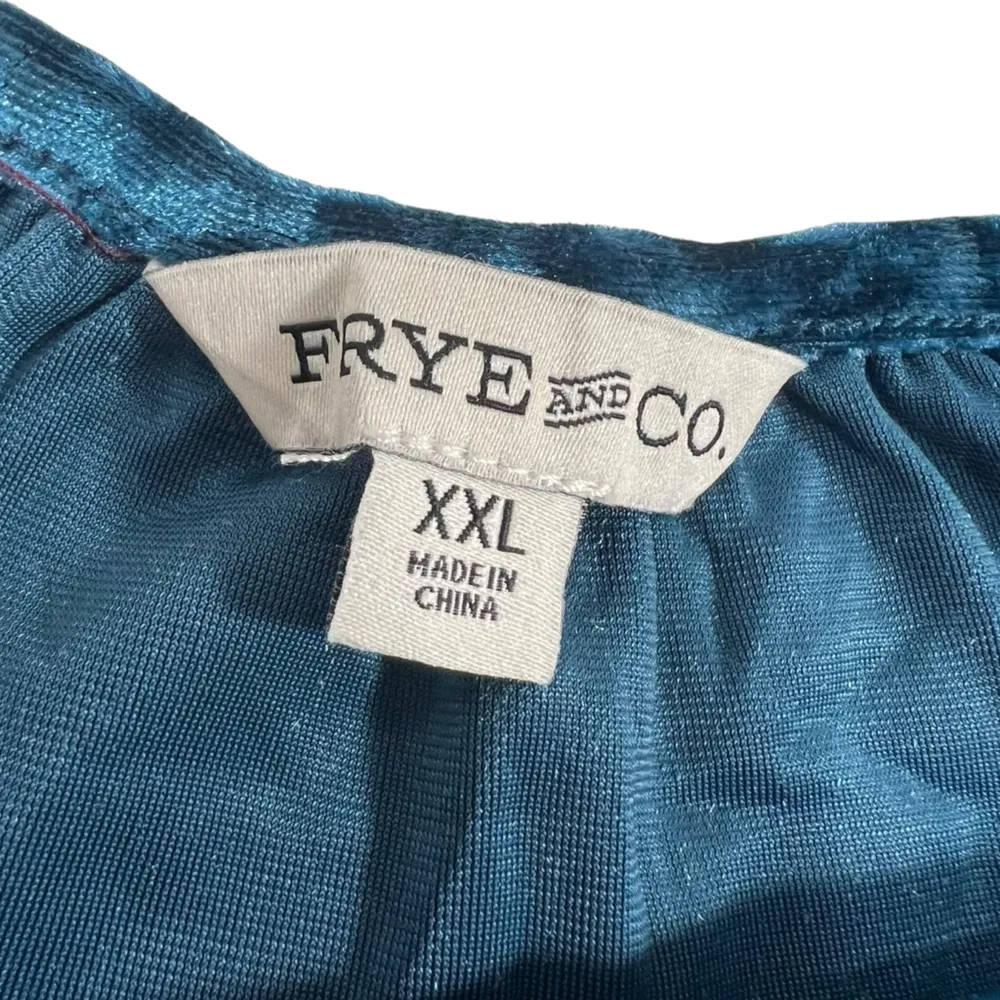 FRYE AND CO.
XXL
MADE IN
CHINA